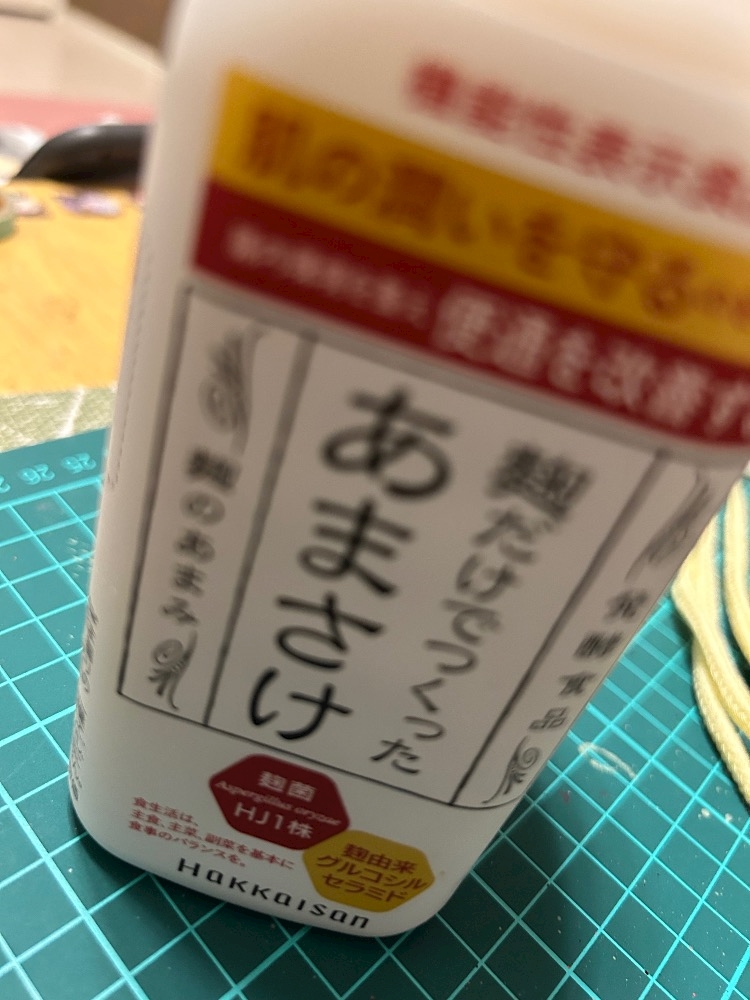 機能性表示食
肌の潤いを守る
便通を改善す
麹だけでつくった
あまさけ
麹のあまみ
発酵食品
麹菌
Aspergillus oryzae
HJ1株
麹由来
グルコシル
セラミド
食生活は、
主食、主菜、副菜を基本に
食事のバランスを。
Hakkaisan
26 26